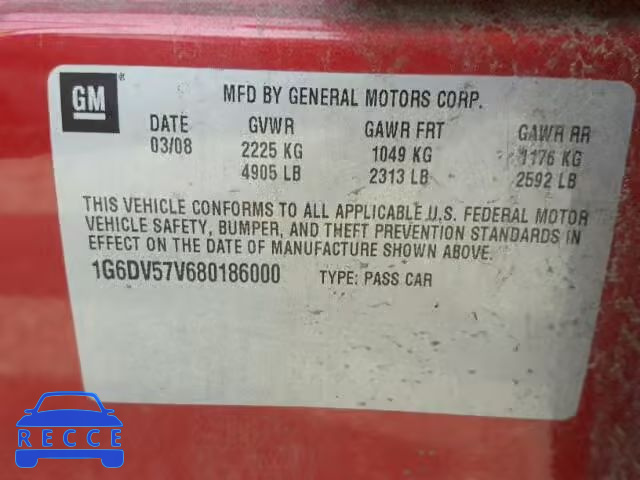 GM
MFD BY GENERAL MOTORS CORP.
DATE GVWR GAWR FRT GAWR RR
03/08 2225 KG 1049 KG 1176 KG
4905 LB 2313 LB 2592 LB
THIS VEHICLE CONFORMS TO ALL APPLICABLE U.S. FEDERAL MOTOR
VEHICLE SAFETY, BUMPER, AND THEFT PREVENTION STANDARDS IN
EFFECT ON THE DATE OF MANUFACTURE SHOWN ABOVE.
1G6DV57V680186000 TYPE: PASS CAR
RECCE